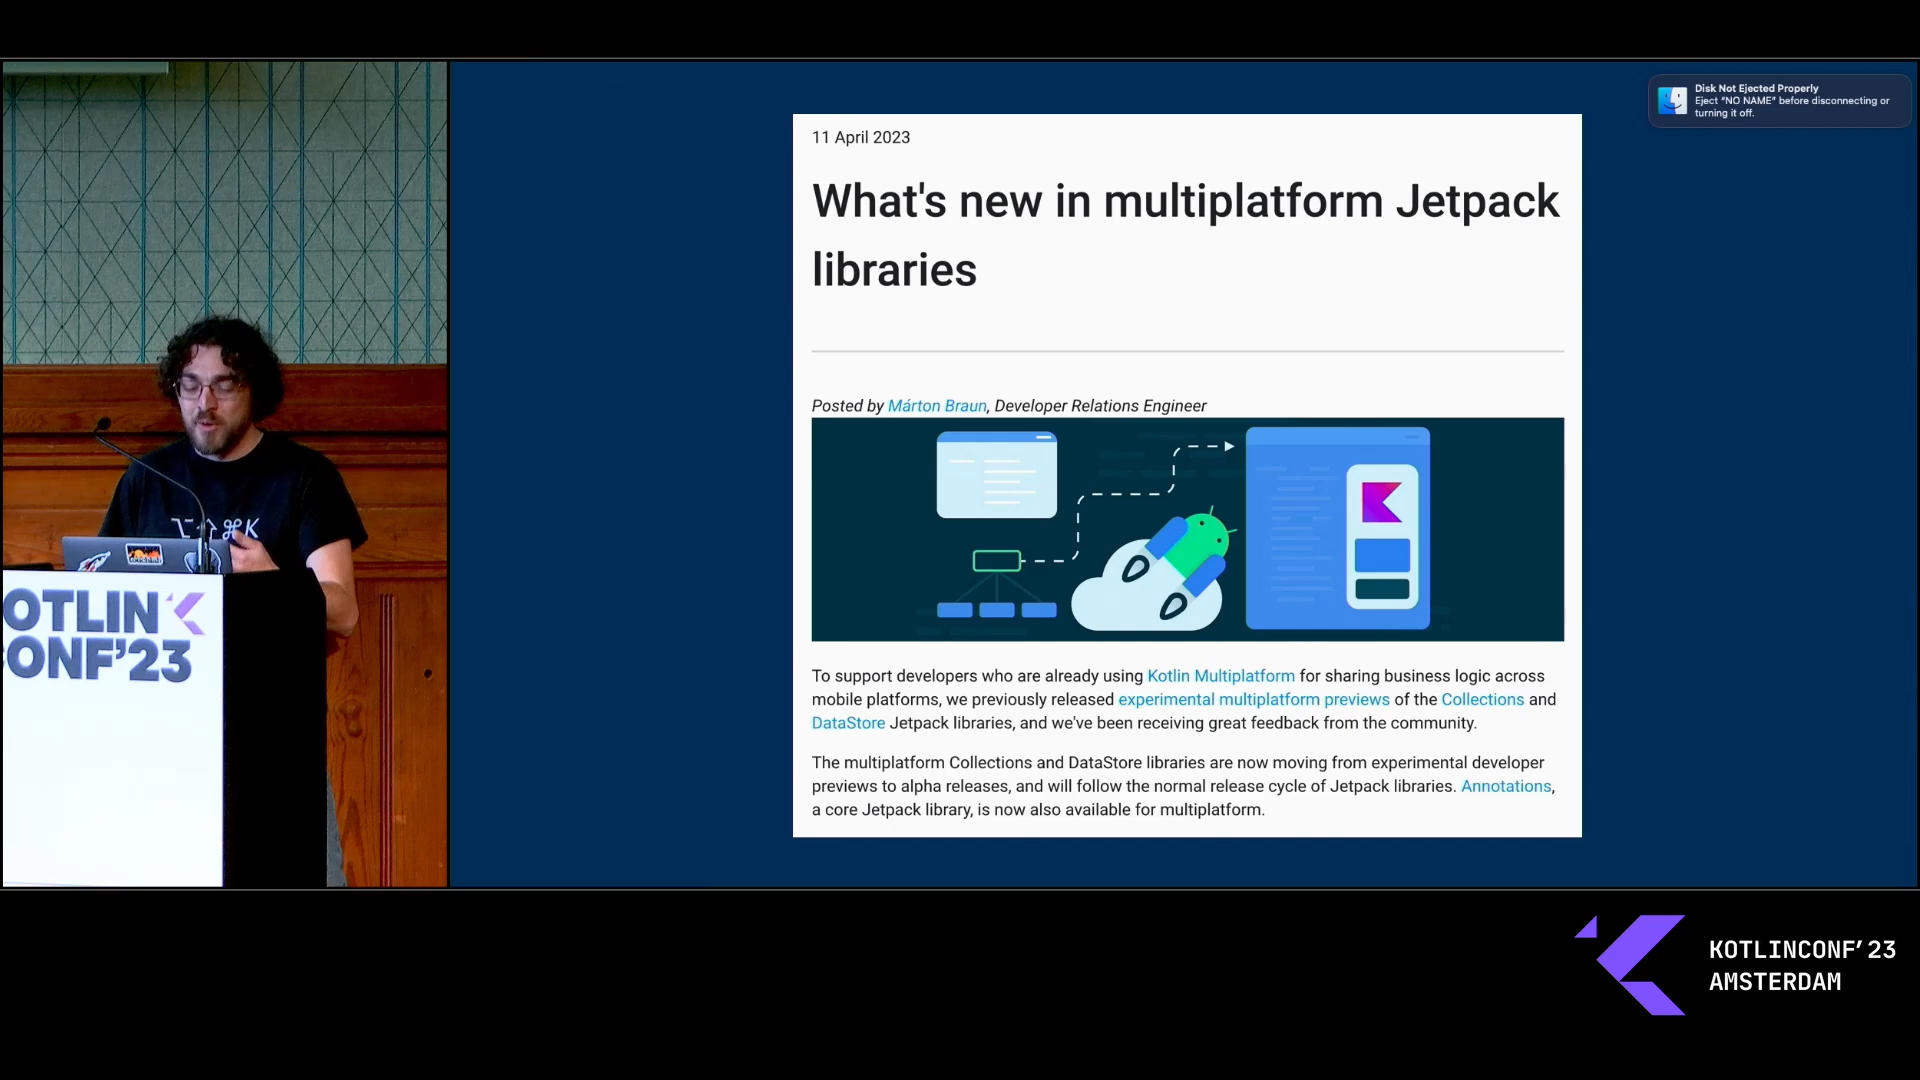 Disk Not Ejected Properly
Eject “NO NAME” before disconnecting or
turning it off.
11 April 2023
What's new in multiplatform Jetpack
libraries
Posted by Márton Braun, Developer Relations Engineer
To support developers who are already using Kotlin Multiplatform for sharing business logic across
mobile platforms, we previously released experimental multiplatform previews of the Collections and
DataStore Jetpack libraries, and we've been receiving great feedback from the community.
The multiplatform Collections and DataStore libraries are now moving from experimental developer
previews to alpha releases, and will follow the normal release cycle of Jetpack libraries. Annotations,
a core Jetpack library, is now also available for multiplatform.
⌥⇧⌘K
OTLIN
CONF’23
KOTLINCONF’23
AMSTERDAM